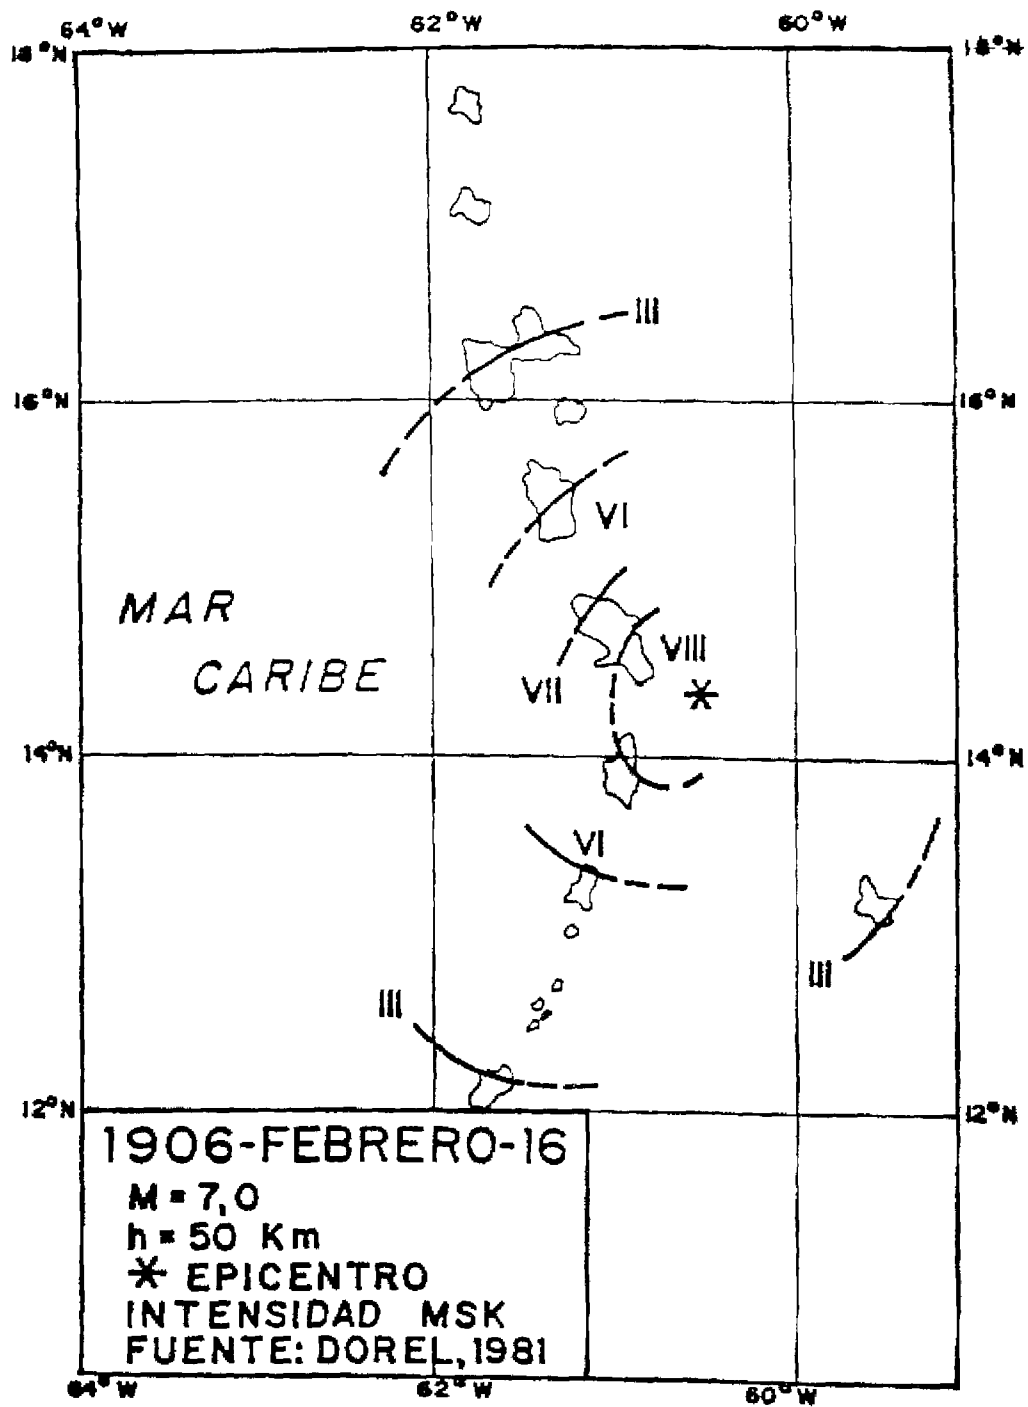 64°W 62°W 60°W
18°N 18°N
III
16°N 16°N
VI
MAR
CARIBE
VIII
VII
14°N 14°N
VI
III
III
12°N 12°N
1906-FEBRERO-16
M = 7,0
h = 50 Km
* EPICENTRO
INTENSIDAD MSK
FUENTE: DOREL, 1981
64°W 62°W 60°W